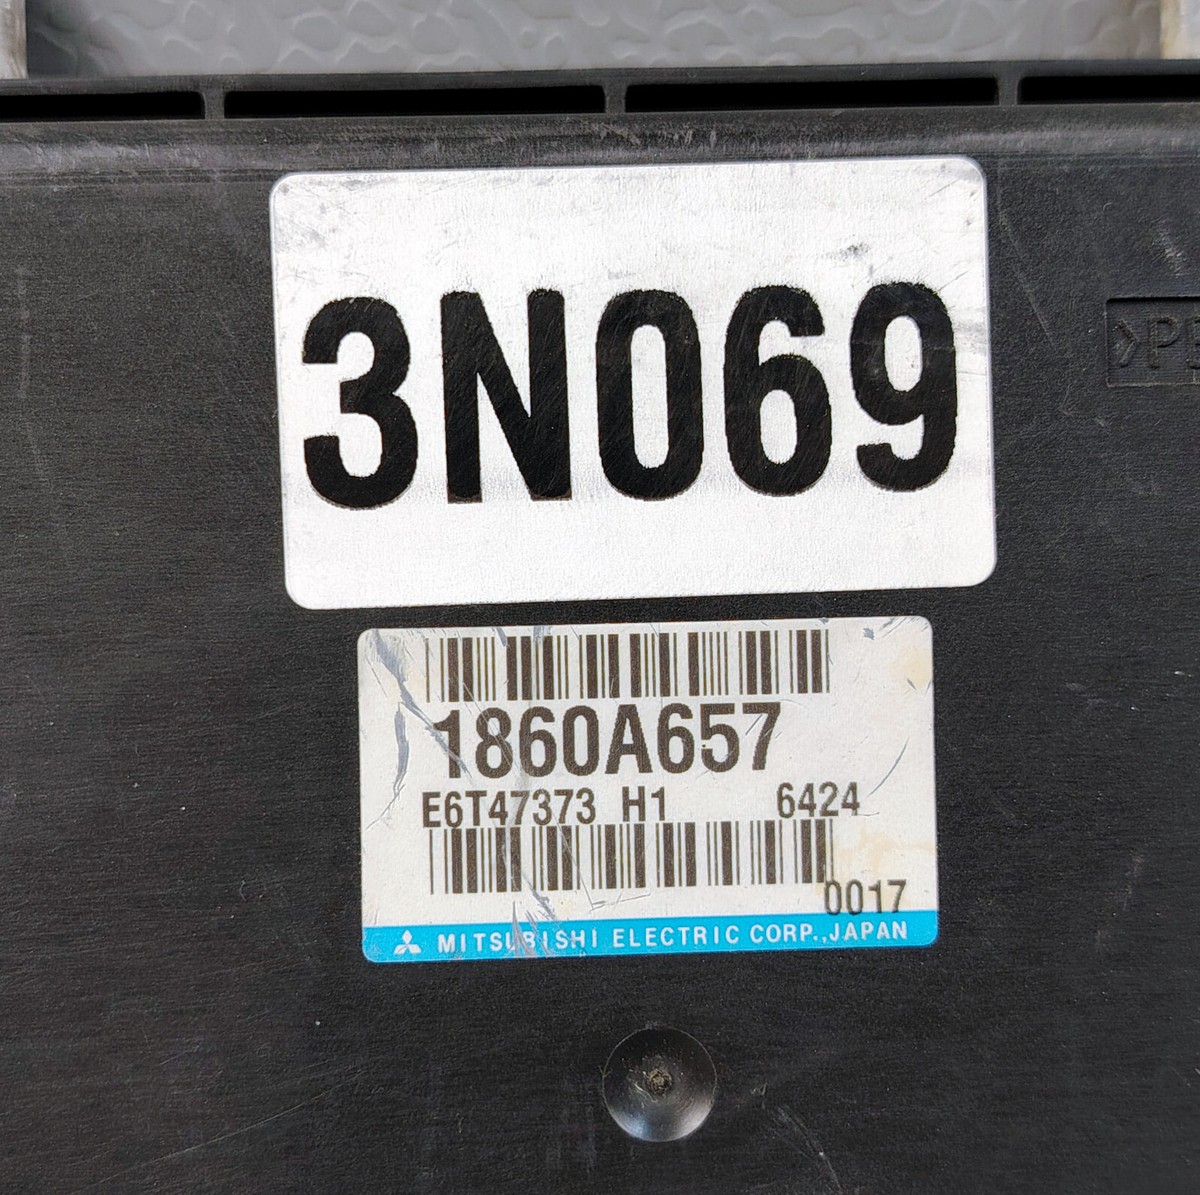 3N069
>P
1860A657
E6T47373 H1 6424
0017
MITSUBISHI ELECTRIC CORP.,JAPAN